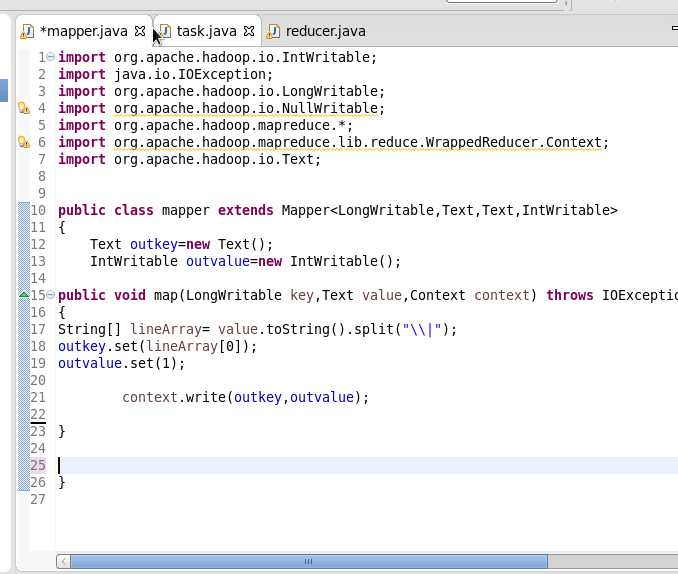 *mapper.java task.java reducer.java
1 import org.apache.hadoop.io.IntWritable;
2 import java.io.IOException;
3 import org.apache.hadoop.io.LongWritable;
4 import org.apache.hadoop.io.NullWritable;
5 import org.apache.hadoop.mapreduce.*;
6 import org.apache.hadoop.mapreduce.lib.reduce.WrappedReducer.Context;
7 import org.apache.hadoop.io.Text;
8
9
10 public class mapper extends Mapper<LongWritable,Text,Text,IntWritable>
11 {
12 Text outkey=new Text();
13 IntWritable outvalue=new IntWritable();
14
15 public void map(LongWritable key,Text value,Context context) throws IOExceptio
16 {
17 String[] lineArray= value.toString().split("\\|");
18 outkey.set(lineArray[0]);
19 outvalue.set(1);
20
21 context.write(outkey,outvalue);
22
23 }
24
25
26 }
27